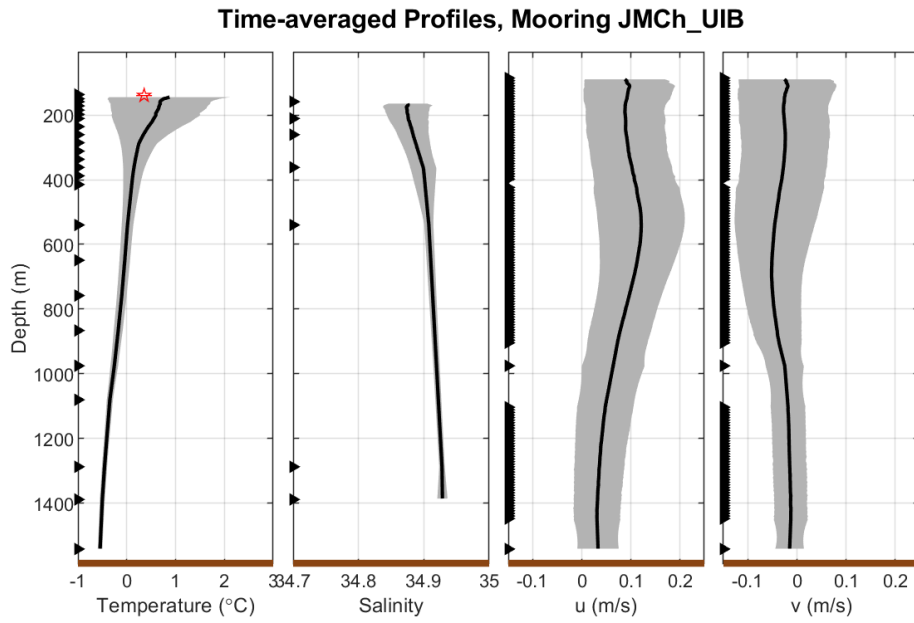 Time-averaged Profiles, Mooring JMCh_UIB
Depth (m)
200
400
600
800
1000
1200
1400
-1 0 1 2 3
34.7 34.8 34.9 35
-0.1 0 0.1 0.2
-0.1 0 0.1 0.2
Temperature (°C)
Salinity
u (m/s)
v (m/s)